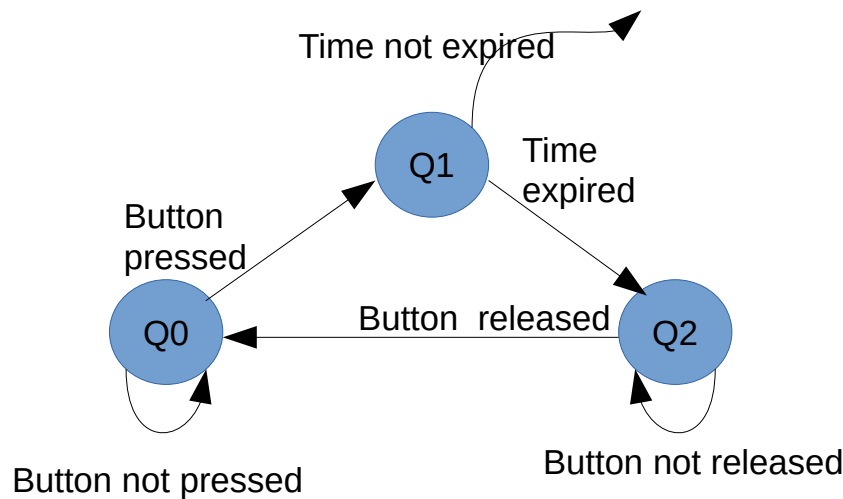 Time not expired
Q1
Time
expired
Button
pressed
Button  released
Q0
Q2
Button not released
Button not pressed